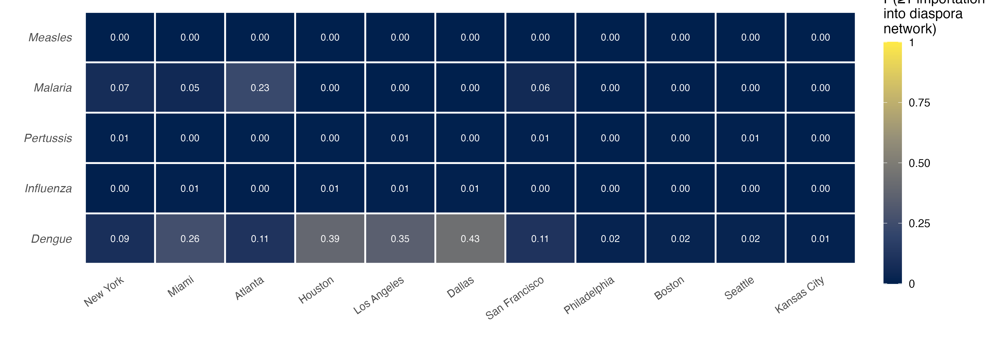 (≥1 importation
into diaspora
network)
1
0.75
0.50
0.25
0
Measles 0.00 0.00 0.00 0.00 0.00 0.00 0.00 0.00 0.00 0.00 0.00
Malaria 0.07 0.05 0.23 0.00 0.00 0.00 0.06 0.00 0.00 0.00 0.00
Pertussis 0.01 0.00 0.00 0.00 0.01 0.00 0.01 0.00 0.00 0.01 0.00
Influenza 0.00 0.01 0.00 0.01 0.01 0.01 0.00 0.00 0.00 0.00 0.00
Dengue 0.09 0.26 0.11 0.39 0.35 0.43 0.11 0.02 0.02 0.02 0.01
New York Miami Atlanta Houston Los Angeles Dallas San Francisco Philadelphia Boston Seattle Kansas City